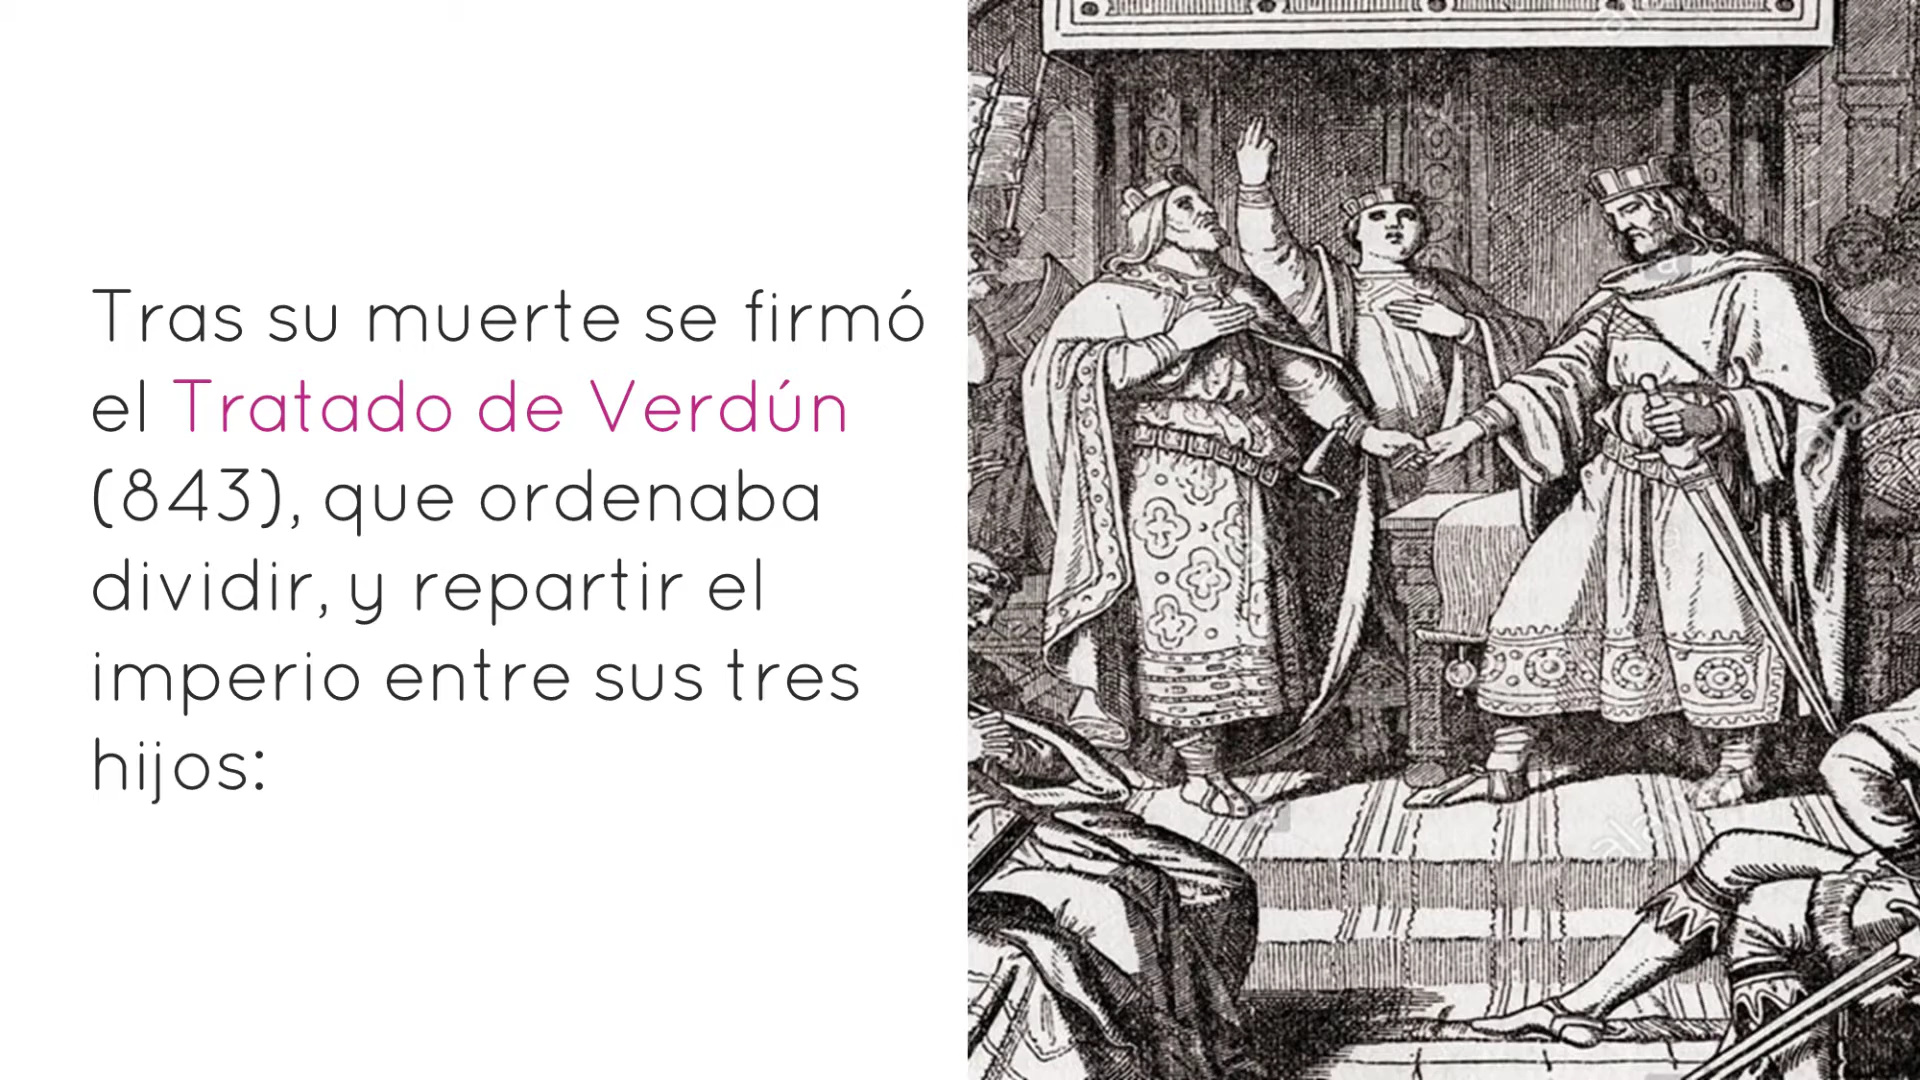 Tras su muerte se firmó
el Tratado de Verdún
(843), que ordenaba
dividir, y repartir el
imperio entre sus tres
hijos: